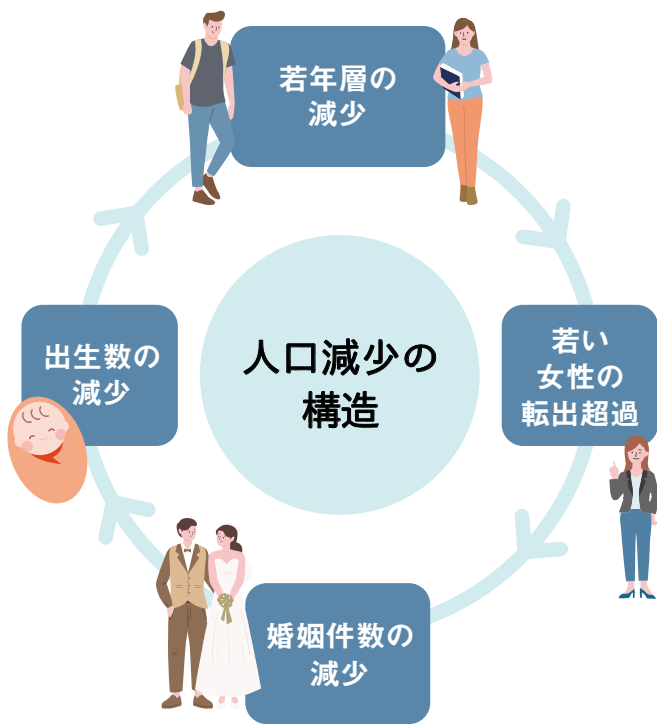 若年層の
減少
若い
女性の
転出超過
人口減少の
構造
出生数の
減少
婚姻件数の
減少